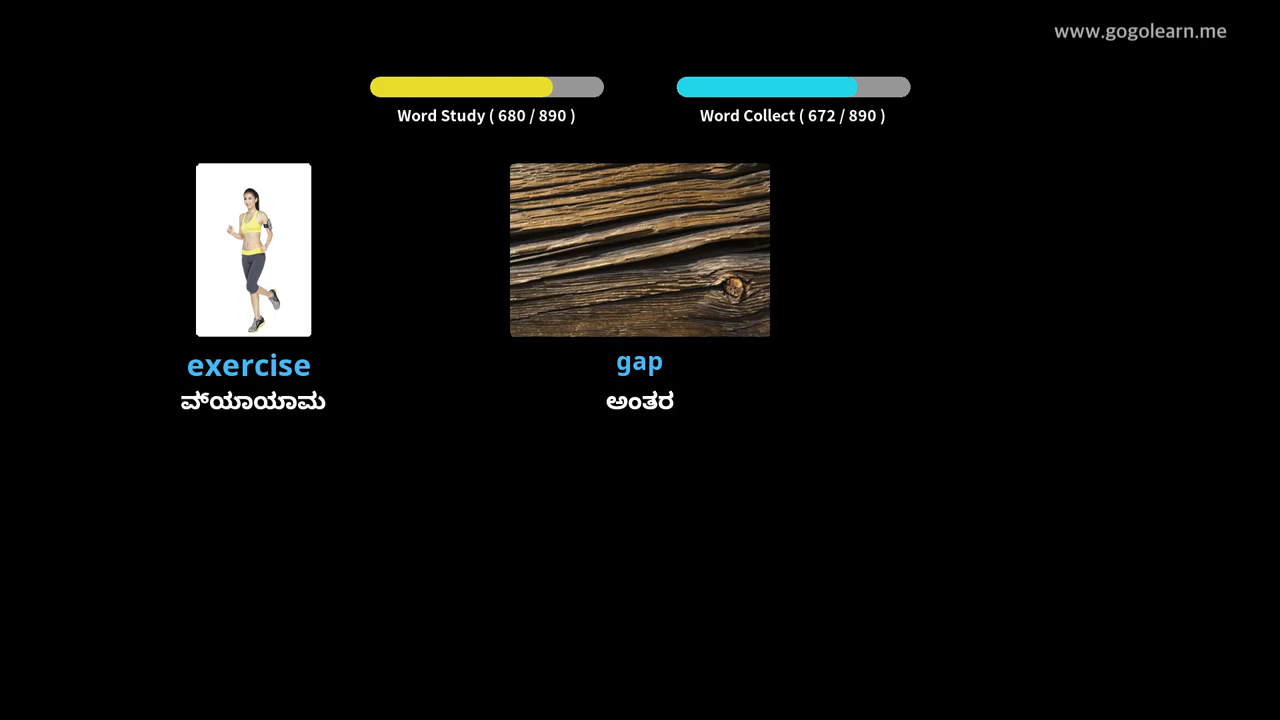 www.gogolearn.me
Word Study ( 680 / 890 )
Word Collect ( 672 / 890 )
exercise
ವ್ಯಾಯಾಮ
gap
ಅಂತರ